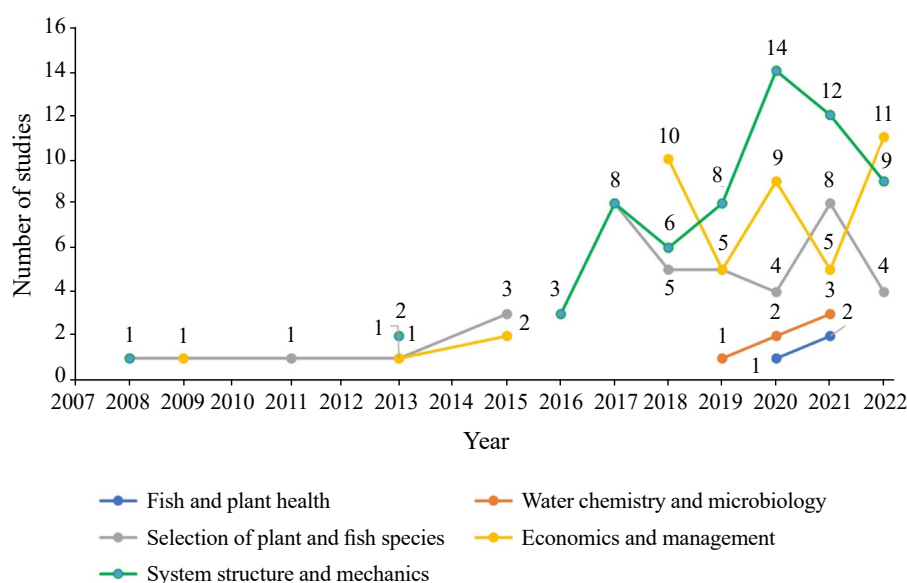 16
14
12
10
8
6
4
2
0
Number of studies
1 1 1 1 2 1 3 2 3 8 6 5 10 8 5 1 14 9 4 2 1 12 8 5 3 2 11 9 4
2007 2008 2009 2010 2011 2012 2013 2014 2015 2016 2017 2018 2019 2020 2021 2022
Year
Fish and plant health Water chemistry and microbiology
Selection of plant and fish species Economics and management
System structure and mechanics